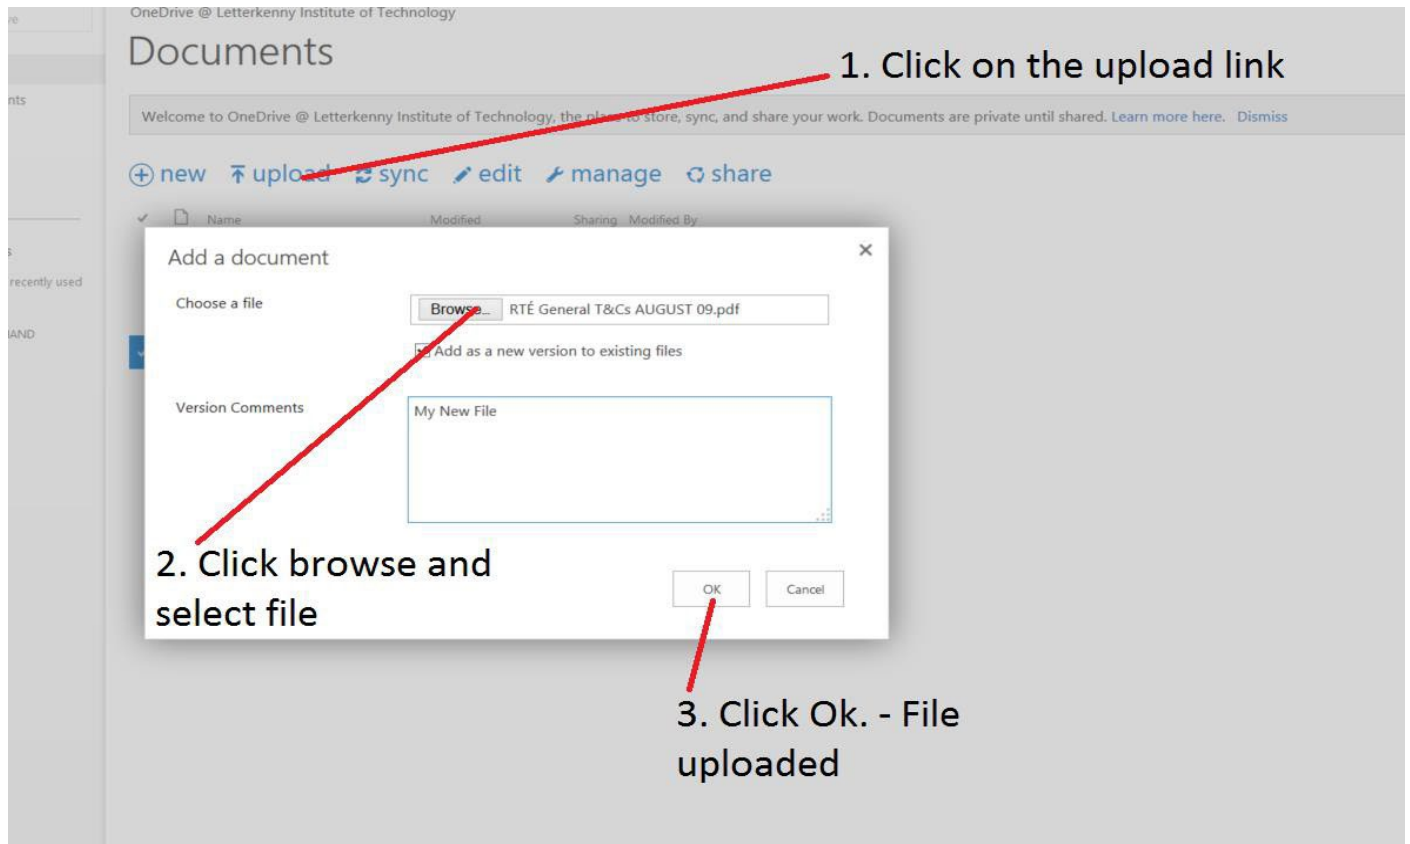 OneDrive @ Letterkenny Institute of Technology
Documents
1. Click on the upload link
nts
Welcome to OneDrive @ Letterkenny Institute of Technology, the place to store, sync, and share your work. Documents are private until shared. Learn more here. Dismiss
new upload sync edit manage share
Name Modified Sharing Modified By
s
recently used
Add a document
Choose a file
Browse... RTÉ General T&Cs AUGUST 09.pdf
Add as a new version to existing files
Version Comments
My New File
2. Click browse and
select file
OK Cancel
3. Click Ok. - File
uploaded